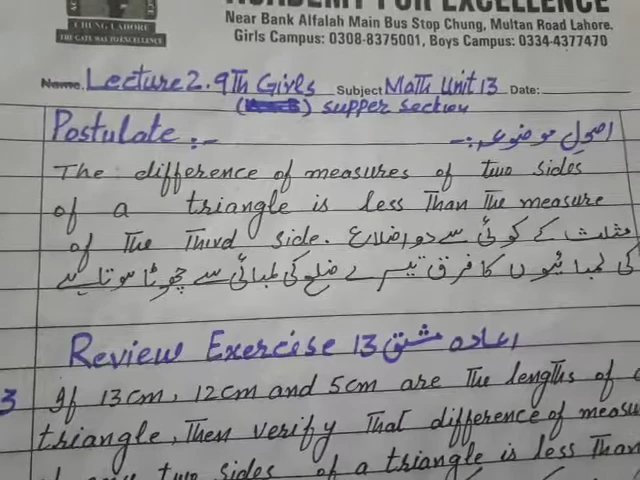 ACADEMY FOR EXCELLENCE
CHUNG LAHORE
THE GATE WAY TO EXCELLENCE
Near Bank Alfalah Main Bus Stop Chung, Multan Road Lahore.
Girls Campus: 0308-8375001, Boys Campus: 0334-4377470
Name. Lecture 2. 9Th Girls Subject Math Unit 13 Date:
supper section
Postulate :- اصولِ موضوعہ :-
The difference of measures of two sides
of a triangle is less Than The measure
of The Third side. مثلث کے کوئی سے دو اضلاع
کی لمبائیوں کا فرق تیسرے ضلع کی لمبائی سے چھوٹا ہوتا ہے
Review Exercise 13 اعادہ مشق
3 If 13cm, 12cm and 5cm are The lengths of
triangle, Then verify That difference of measu
two sides of a triangle is less Than